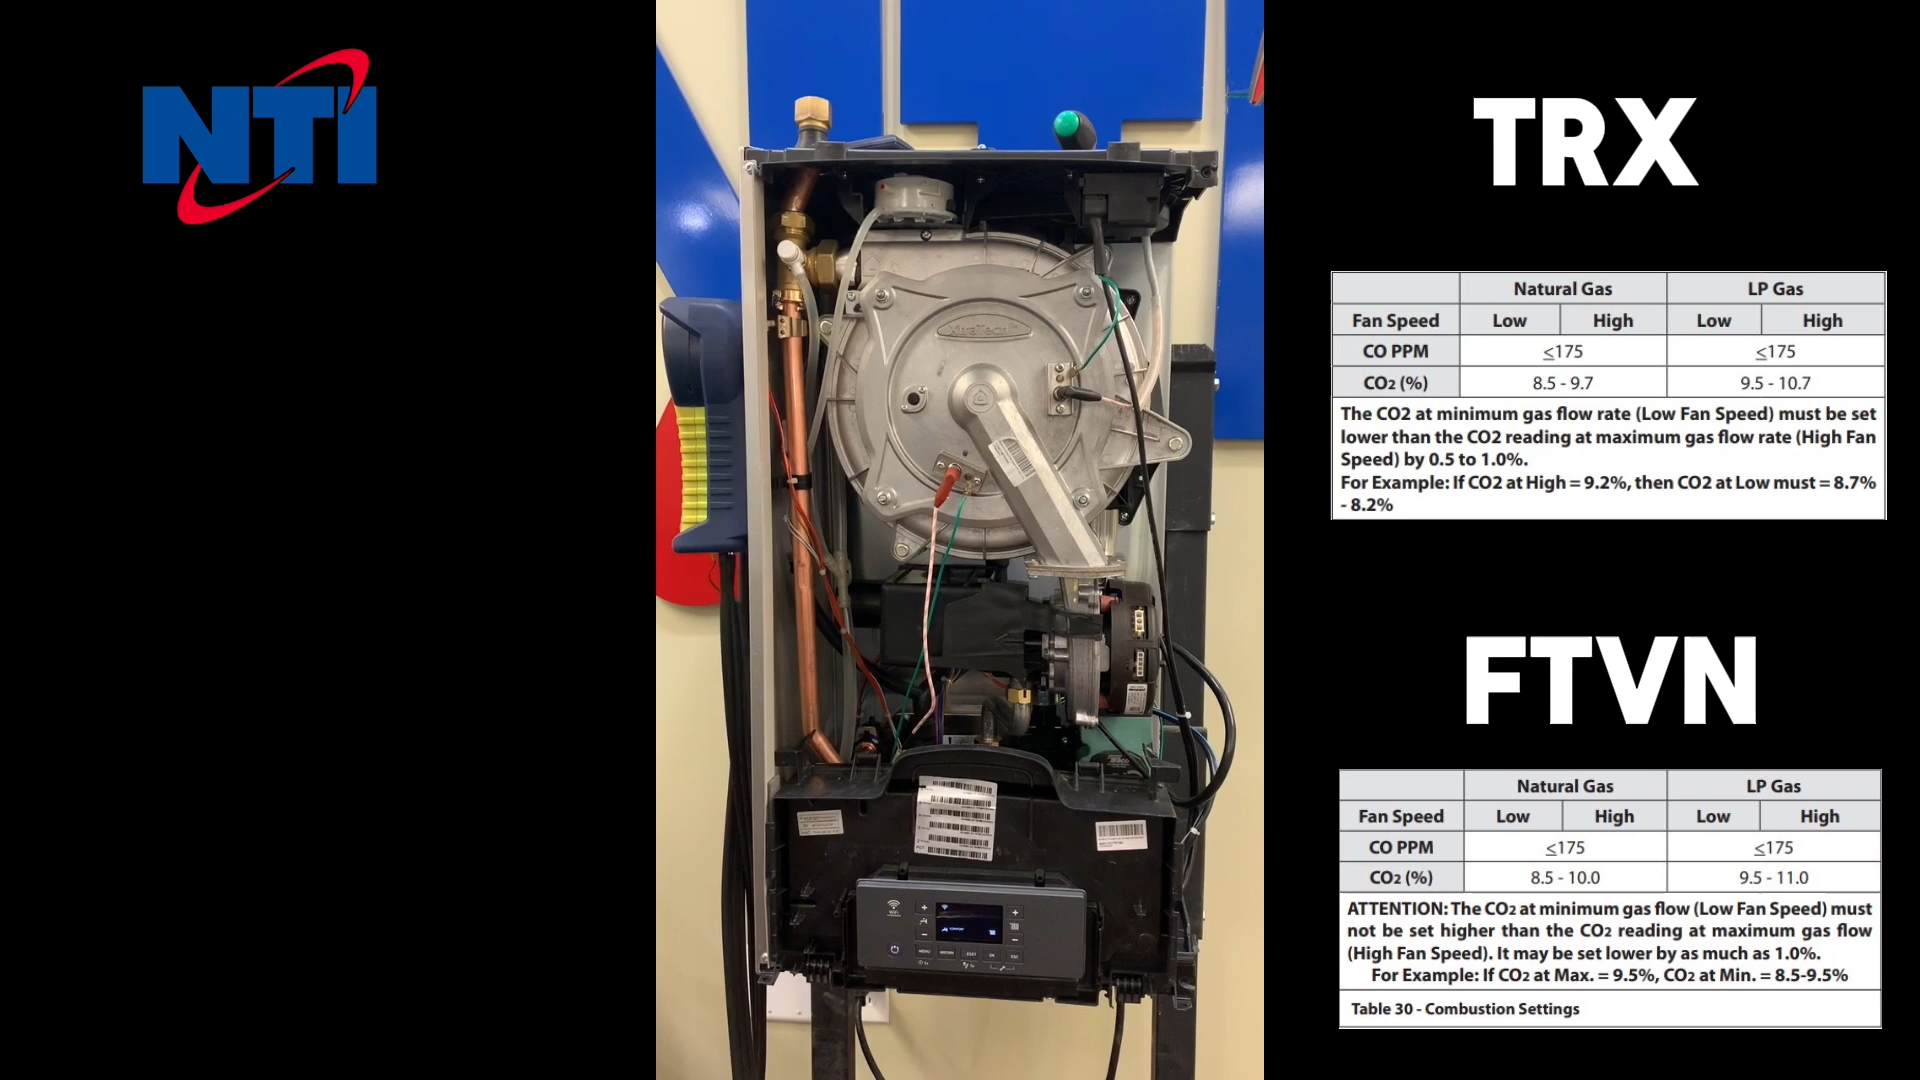 NTI
TRX
Natural Gas LP Gas
Fan Speed Low High Low High
CO PPM ≤175 ≤175
CO2 (%) 8.5 - 9.7 9.5 - 10.7
The CO2 at minimum gas flow rate (Low Fan Speed) must be set
lower than the CO2 reading at maximum gas flow rate (High Fan
Speed) by 0.5 to 1.0%.
For Example: If CO2 at High = 9.2%, then CO2 at Low must = 8.7%
- 8.2%
FTVN
Natural Gas LP Gas
Fan Speed Low High Low High
CO PPM ≤175 ≤175
CO2 (%) 8.5 - 10.0 9.5 - 11.0
ATTENTION: The CO2 at minimum gas flow (Low Fan Speed) must
not be set higher than the CO2 reading at maximum gas flow
(High Fan Speed). It may be set lower by as much as 1.0%.
For Example: If CO2 at Max. = 9.5%, CO2 at Min. = 8.5-9.5%
Table 30 - Combustion Settings
XtraTech
WiFi
MENU
RESET
OK
ESC